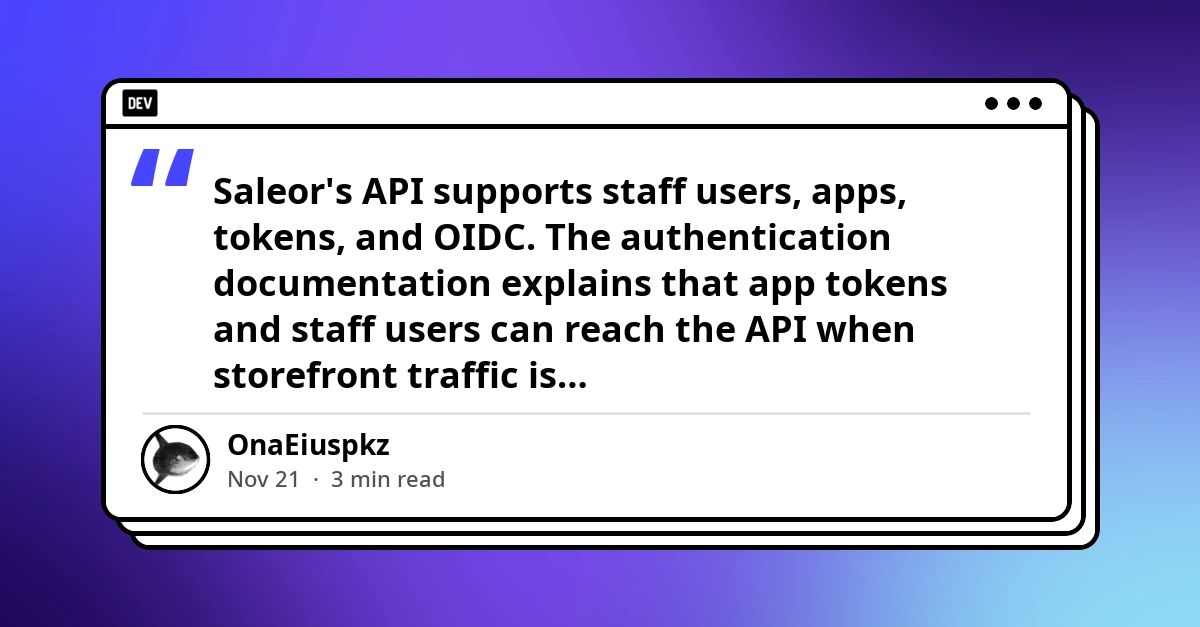 DEV
Saleor's API supports staff users, apps,
tokens, and OIDC. The authentication
documentation explains that app tokens
and staff users can reach the API when
storefront traffic is...
OnaEiuspkz
Nov 21 · 3 min read